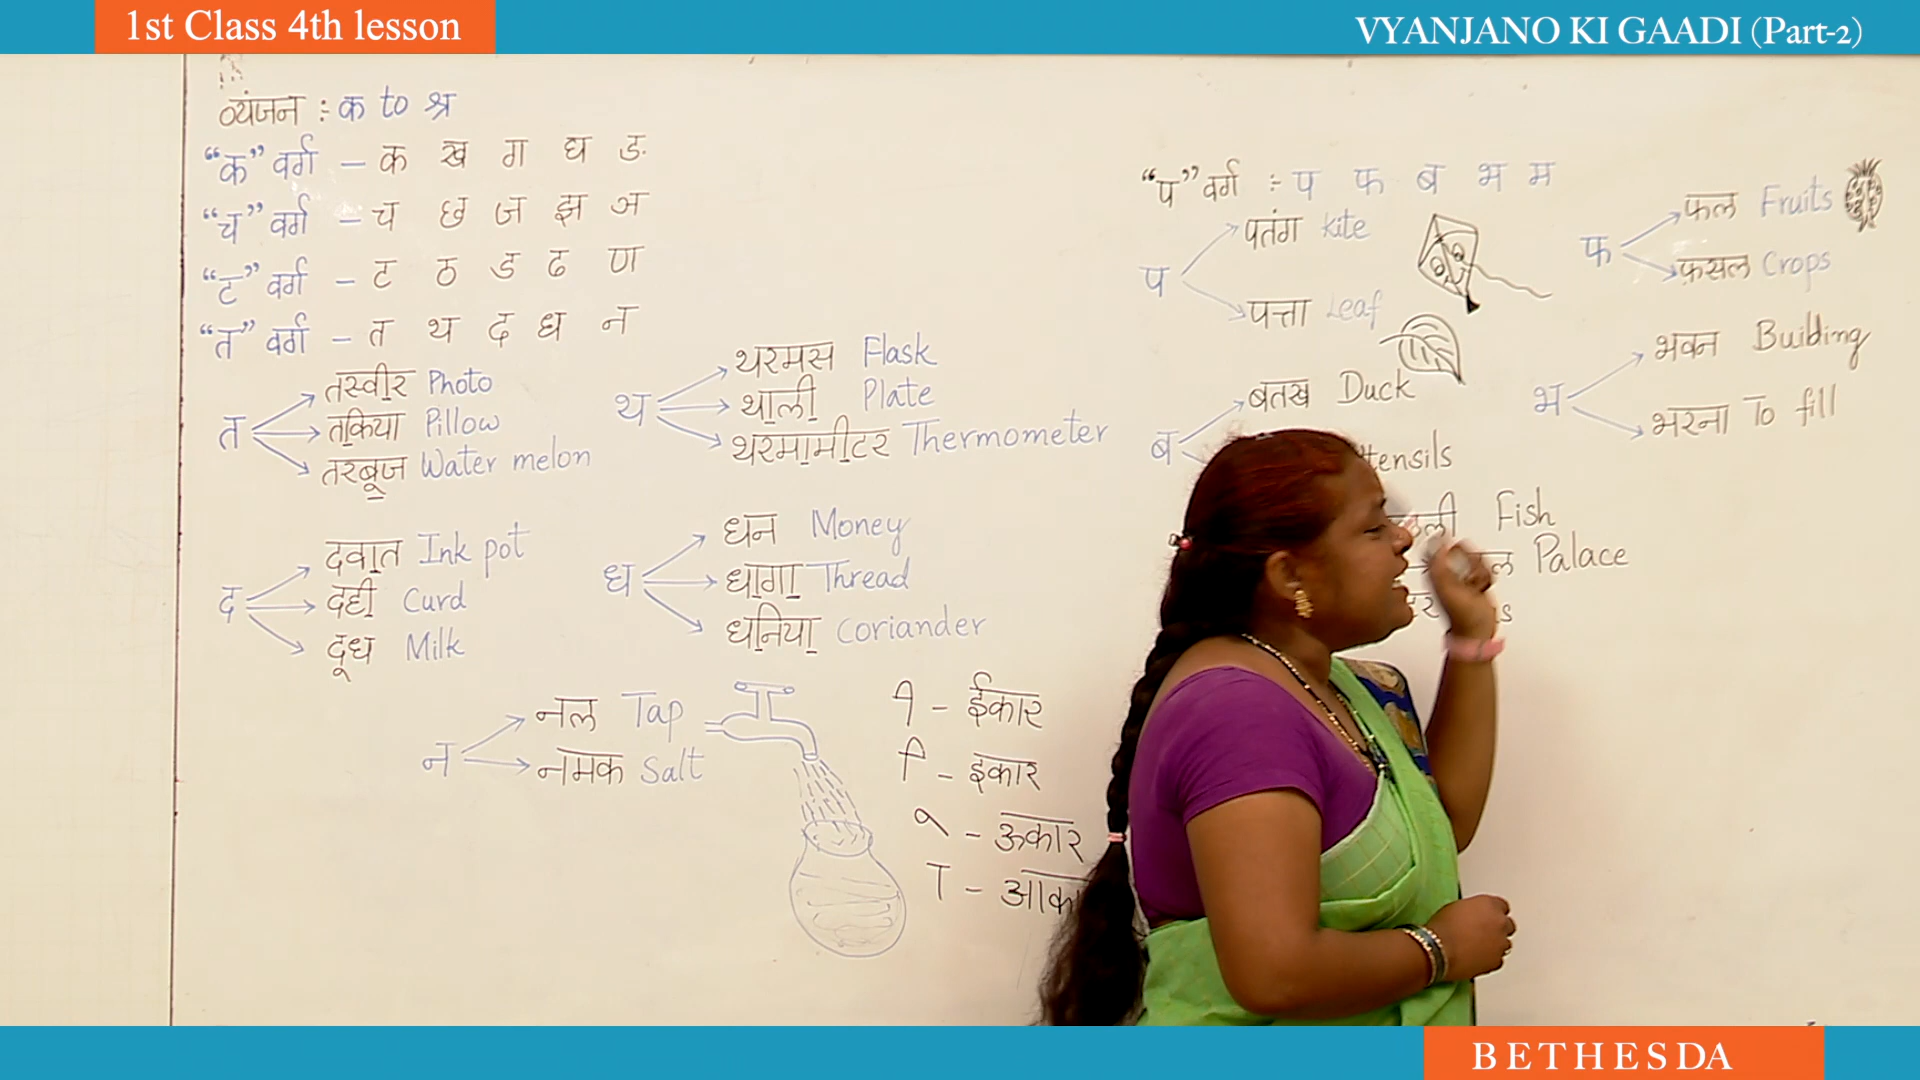 1st Class 4th lesson
VYANJANO KI GAADI (Part-2)
व्यंजन : क to श्र
“क” वर्ग – क ख ग घ ङ
“च” वर्ग – च छ ज झ ञ
“ट” वर्ग – ट ठ ड ढ ण
“त” वर्ग – त थ द ध न
त
तस्वीर Photo
तकिया Pillow
तरबूज Water melon
थ
थरमस Flask
थाली Plate
थरमामीटर Thermometer
द
दवात Ink pot
दही Curd
दूध Milk
ध
धन Money
धागा Thread
धनिया Coriander
न
नल Tap
नमक Salt
ी - ईकार
ि - इकार
- ऊकार
ा - आका
“प” वर्ग :- प फ ब भ म
प
पतंग Kite
पत्ता Leaf
फ
फल Fruits
फ़सल Crops
ब
बतख Duck
tensils
भ
भवन Building
भरना To fill
ली Fish
ल Palace
BETHESDA